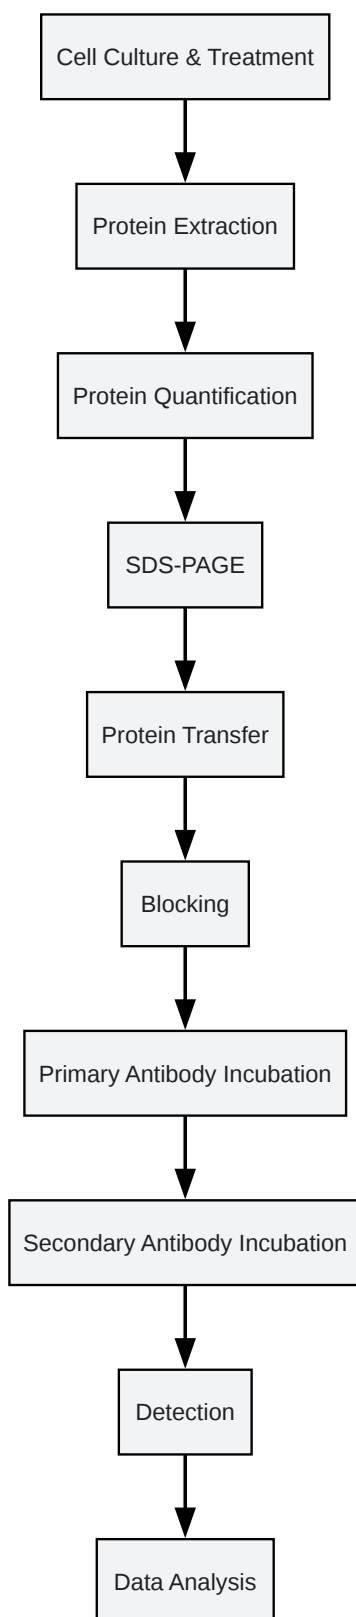 Cell Culture & Treatment
Protein Extraction
Protein Quantification
SDS-PAGE
Protein Transfer
Blocking
Primary Antibody Incubation
Secondary Antibody Incubation
Detection
Data Analysis